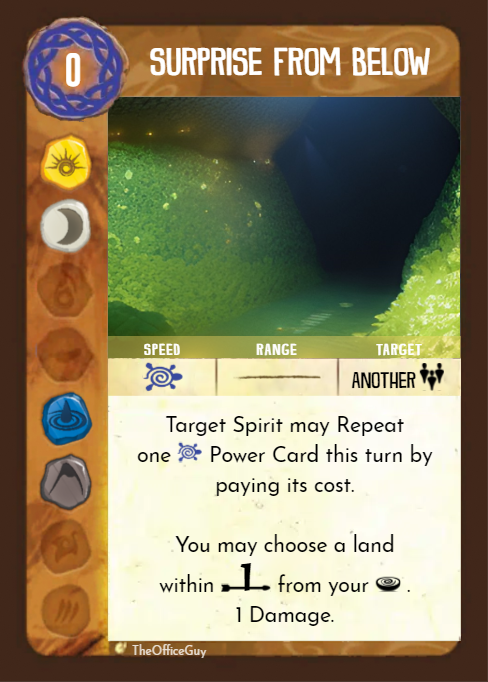 0
SURPRISE FROM BELOW
SPEED RANGE TARGET
ANOTHER
Target Spirit may Repeat
one Power Card this turn by
paying its cost.
You may choose a land
within 1 from your .
1 Damage.
TheOfficeGuy